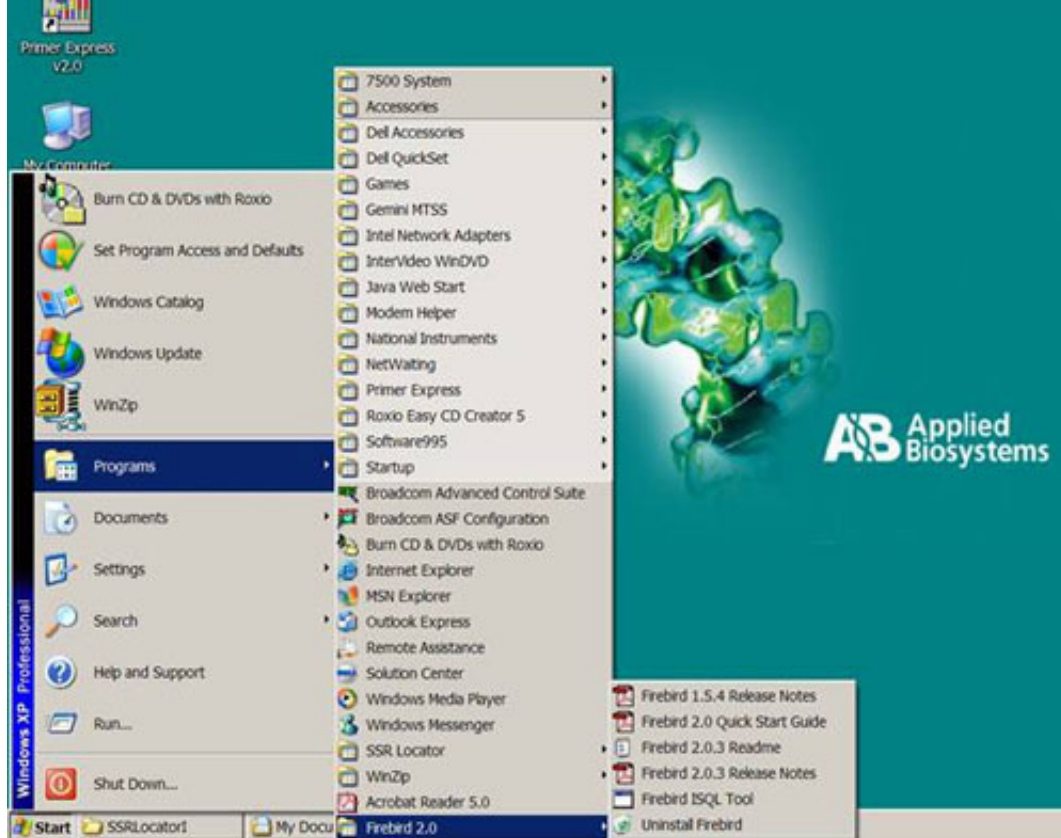 Primer Express
v2.0
My Computer
Burn CD & DVDs with Roxio
Set Program Access and Defaults
Windows Catalog
Windows Update
WinZip
Programs
Documents
Settings
Search
Help and Support
Run...
Shut Down...
Windows XP Professional
7500 System
Accessories
Dell Accessories
Dell QuickSet
Games
Gemini MTSS
Intel Network Adapters
InterVideo WinDVD
Java Web Start
Modem Helper
National Instruments
NetWaiting
Primer Express
Roxio Easy CD Creator 5
Software995
Startup
Broadcom Advanced Control Suite
Broadcom ASF Configuration
Burn CD & DVDs with Roxio
Internet Explorer
MSN Explorer
Outlook Express
Remote Assistance
Solution Center
Windows Media Player
Windows Messenger
SSR Locator
WinZip
Acrobat Reader 5.0
Firebird 2.0
Firebird 1.5.4 Release Notes
Firebird 2.0 Quick Start Guide
Firebird 2.0.3 Readme
Firebird 2.0.3 Release Notes
Firebird ISQL Tool
Uninstall Firebird
AB Applied
Biosystems
Start
SSRLocator1
My Docu